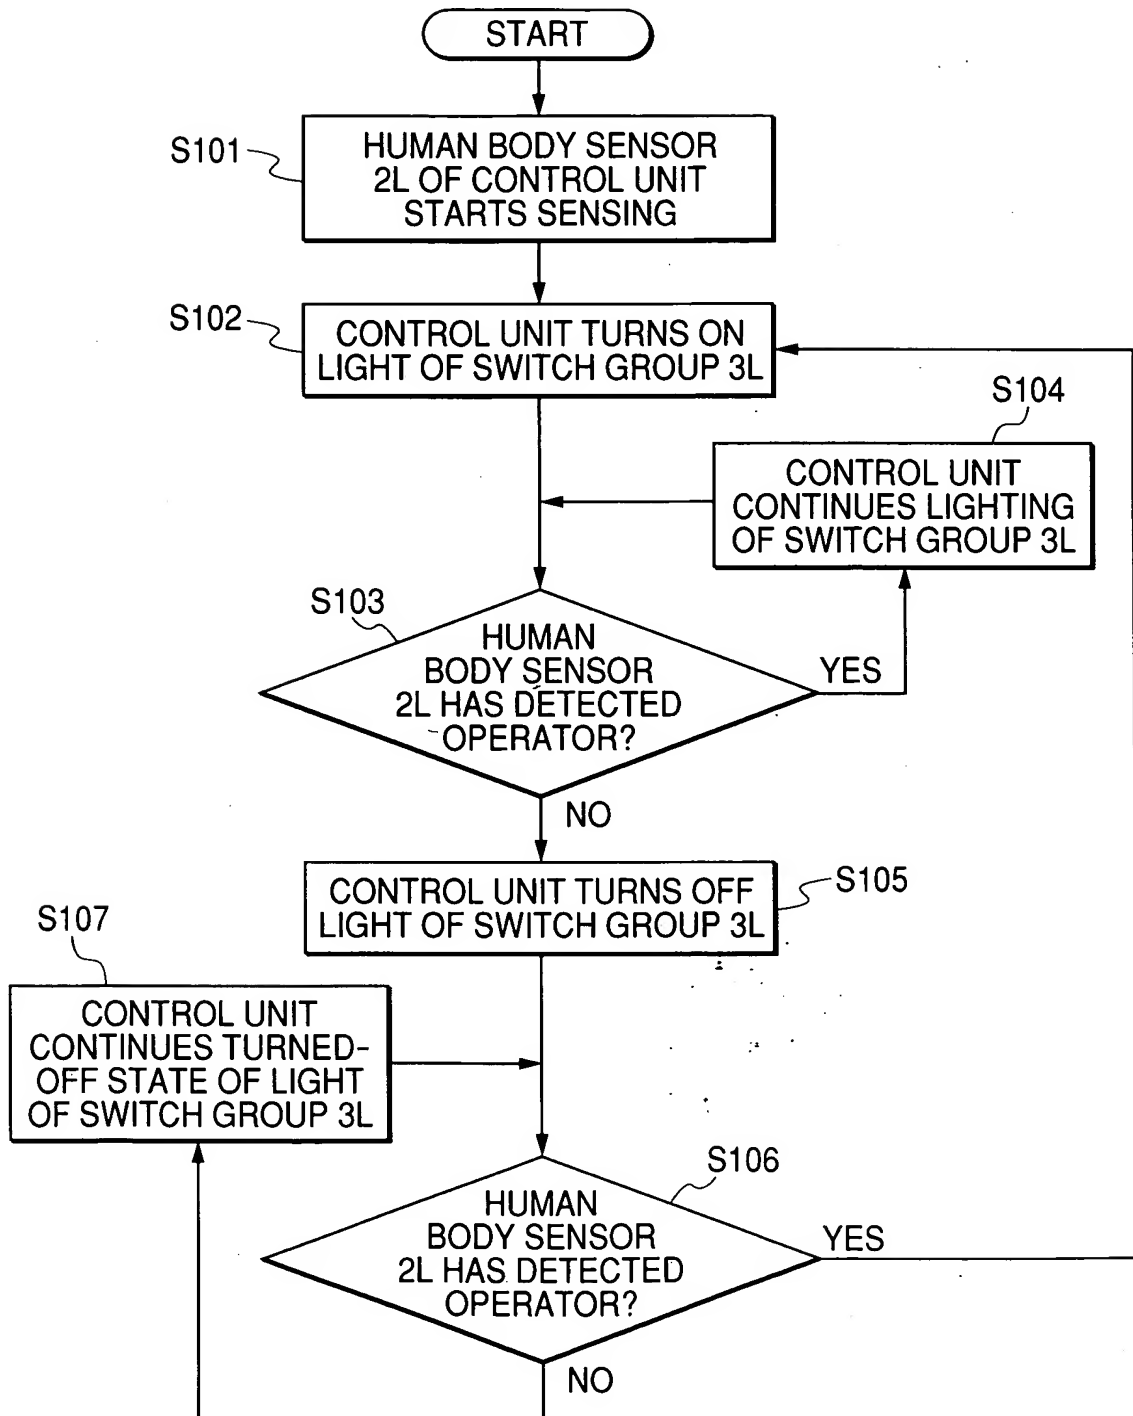 START
S101
HUMAN BODY SENSOR
2L OF CONTROL UNIT
STARTS SENSING
S102
CONTROL UNIT TURNS ON
LIGHT OF SWITCH GROUP 3L
S104
CONTROL UNIT
CONTINUES LIGHTING
OF SWITCH GROUP 3L
S103
HUMAN
BODY SENSOR
2L HAS DETECTED
OPERATOR?
YES
NO
CONTROL UNIT TURNS OFF
LIGHT OF SWITCH GROUP 3L
S105
S107
CONTROL UNIT
CONTINUES TURNED-
OFF STATE OF LIGHT
OF SWITCH GROUP 3L
S106
HUMAN
BODY SENSOR
2L HAS DETECTED
OPERATOR?
YES
NO